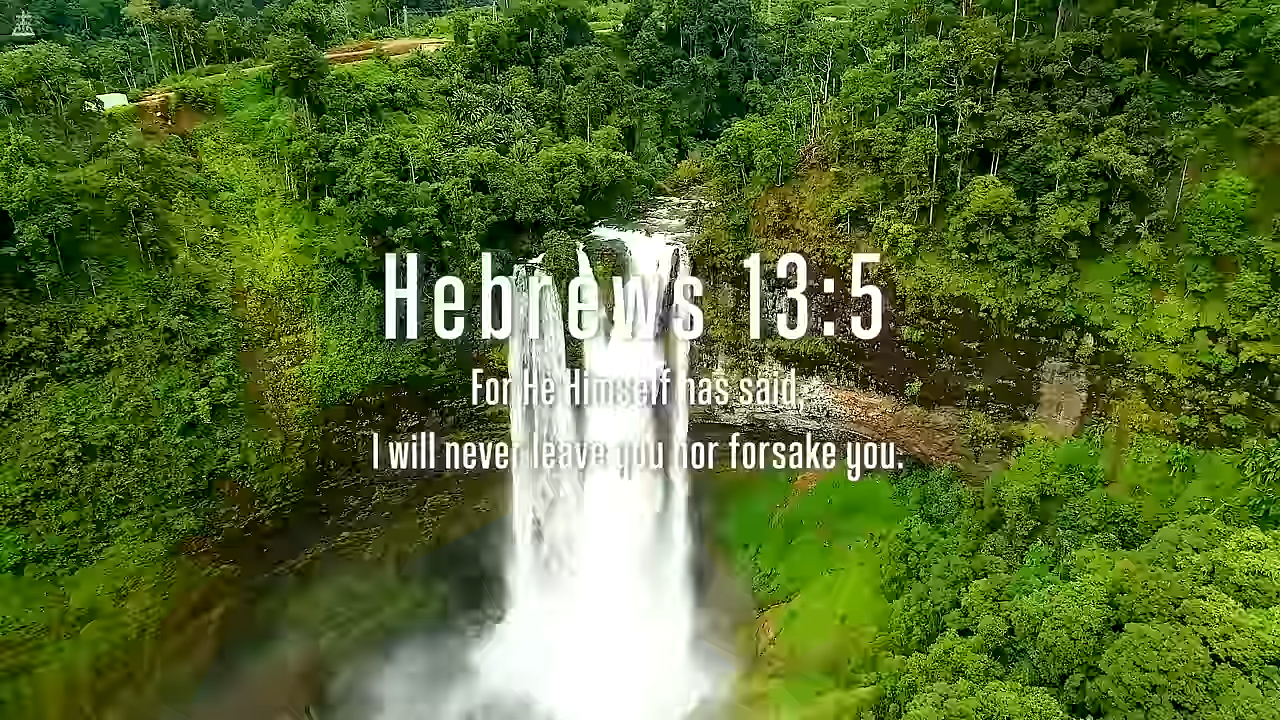 Hebrews 13:5
For He Himself has said,
I will never leave you nor forsake you.